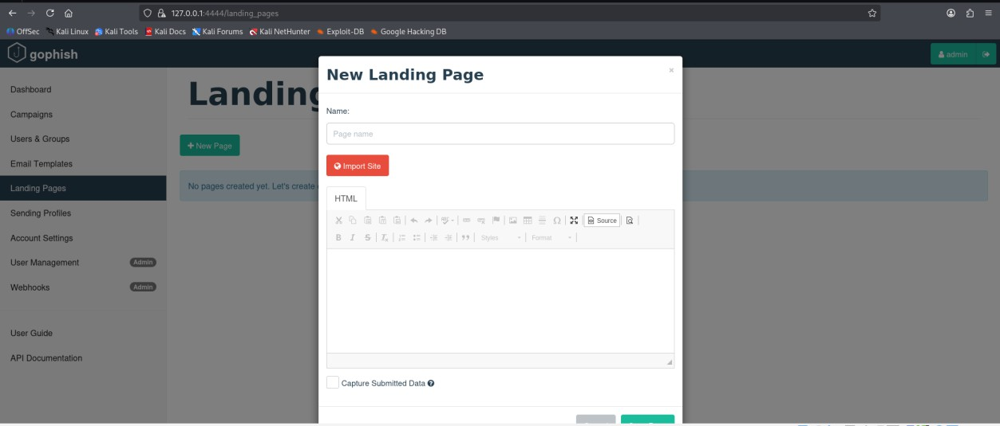 127.0.0.1:4444/landing_pages
OffSec Kali Linux Kali Tools Kali Docs Kali Forums Kali NetHunter Exploit-DB Google Hacking DB
gophish
admin
Dashboard
Campaigns
Users & Groups
Email Templates
Landing Pages
Sending Profiles
Account Settings
User Management Admin
Webhooks Admin
User Guide
API Documentation
Landing
+ New Page
No pages created yet. Let's create
New Landing Page ×
Name:
Page name
Import Site
HTML
Source
B I S Styles Format
Capture Submitted Data